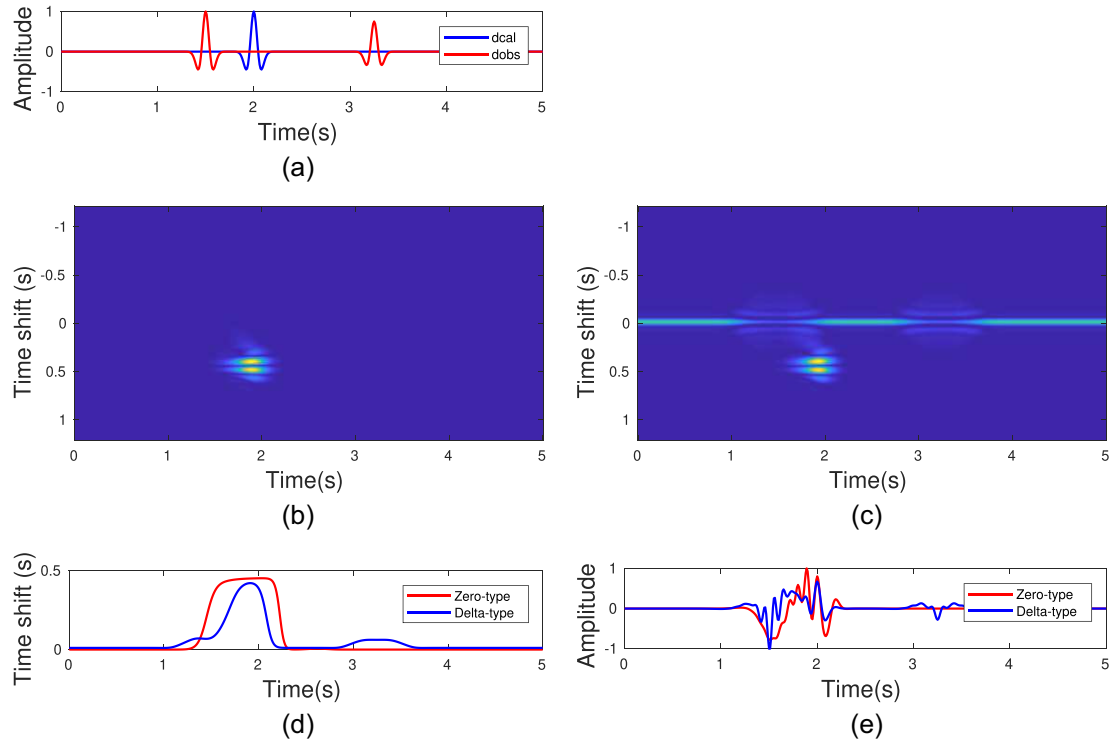 1
0
-1
Amplitude
dcal
dobs
0 1 2 3 4 5
Time(s)
(a)
-1
-0.5
0
0.5
1
Time shift (s)
0 1 2 3 4 5
Time(s)
(b)
-1
-0.5
0
0.5
1
Time shift (s)
0 1 2 3 4 5
Time(s)
(c)
0.5
0
Time shift (s)
Zero-type
Delta-type
0 1 2 3 4 5
Time(s)
(d)
1
0
-1
Amplitude
Zero-type
Delta-type
0 1 2 3 4 5
Time(s)
(e)